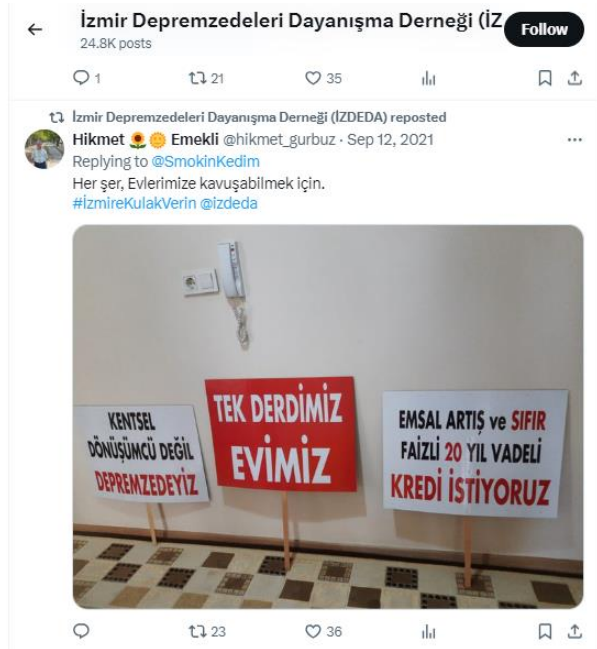 İzmir Depremzedeleri Dayanışma Derneği (İZ
Follow
24.8K posts
1 21 35
İzmir Depremzedeleri Dayanışma Derneği (İZDEDA) reposted
Hikmet 🌻🌞 Emekli @hikmet_gurbuz · Sep 12, 2021
Replying to @SmokinKedim
Her şer, Evlerimize kavuşabilmek için.
#İzmireKulakVerin @izdeda
KENTSEL
DÖNÜŞÜMCÜ DEĞİL
DEPREMZEDEYİZ
TEK DERDİMİZ
EVİMİZ
EMSAL ARTIŞ ve SIFIR
FAİZLİ 20 YIL VADELİ
KREDİ İSTİYORUZ
23 36